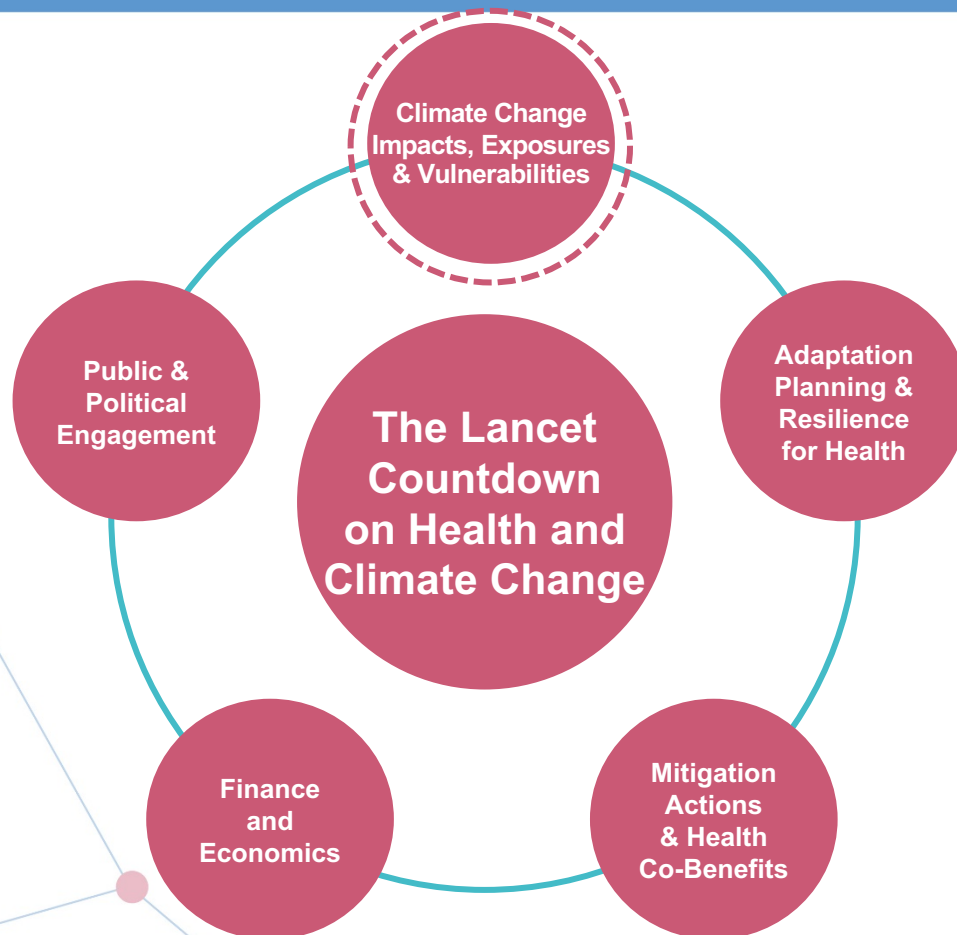 Climate Change
Impacts, Exposures
& Vulnerabilities
Public &
Political
Engagement
Adaptation
Planning &
Resilience
for Health
The Lancet
Countdown
on Health and
Climate Change
Finance
and
Economics
Mitigation
Actions
& Health
Co-Benefits